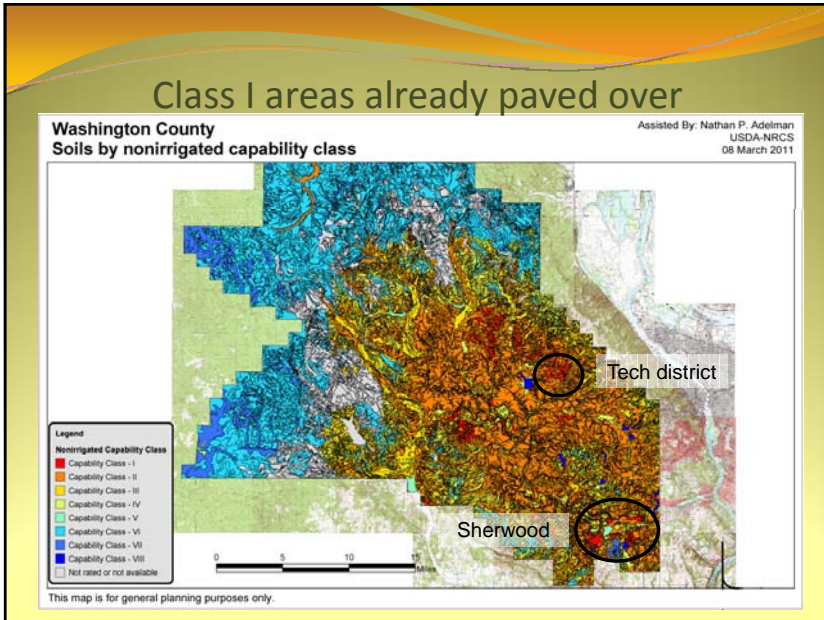 Class I areas already paved over
Washington County
Soils by nonirrigated capability class
Assisted By: Nathan P. Adelman
USDA-NRCS
08 March 2011
Tech district
Sherwood
Legend
Nonirrigated Capability Class
Capability Class - I
Capability Class - II
Capability Class - III
Capability Class - IV
Capability Class - V
Capability Class - VI
Capability Class - VII
Capability Class - VIII
Not rated or not available
0 5 10 15
Miles
This map is for general planning purposes only.